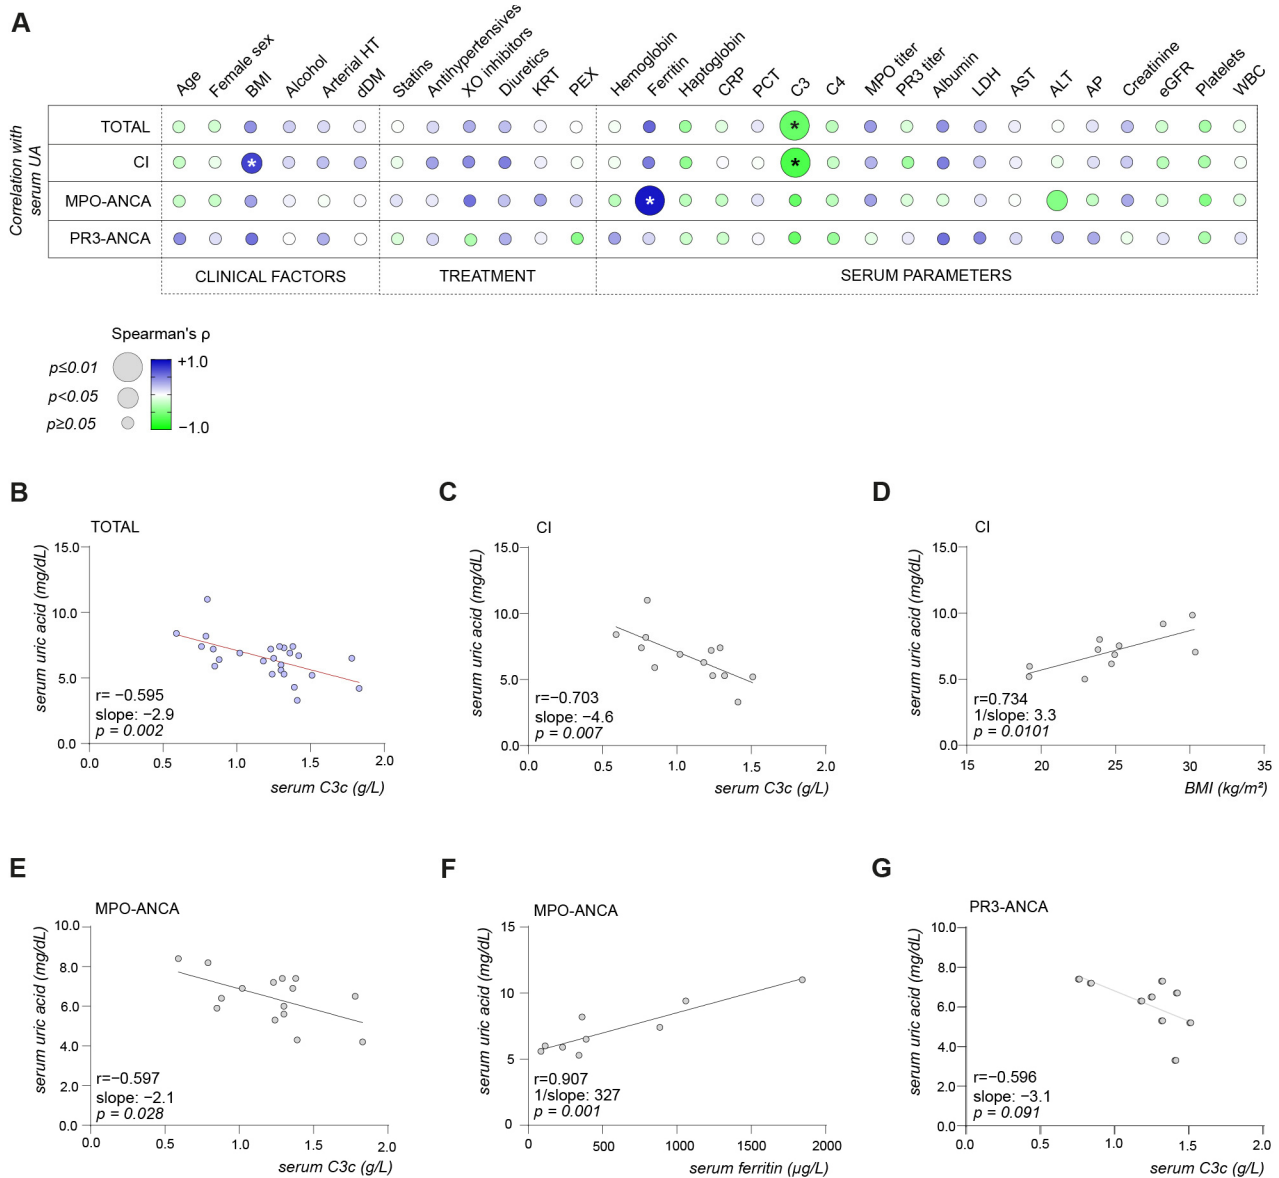 A
Age
Female sex
BMI
Alcohol
Arterial HT
dDM
Statins
Antihypertensives
XO inhibitors
Diuretics
KRT
PEX
Hemoglobin
Ferritin
Haptoglobin
CRP
PCT
C3
C4
MPO titer
PR3 titer
Albumin
LDH
AST
ALT
AP
Creatinine
eGFR
Platelets
WBC
Correlation with
serum UA
TOTAL
*
CI
*
*
MPO-ANCA
*
PR3-ANCA
CLINICAL FACTORS
TREATMENT
SERUM PARAMETERS
Spearman's ρ
p≤0.01
p<0.05
p≥0.05
+1.0
−1.0
B
TOTAL
serum uric acid (mg/dL)
15.0
10.0
5.0
0.0
r= −0.595
slope: −2.9
p = 0.002
0.0 0.5 1.0 1.5 2.0
serum C3c (g/L)
C
CI
serum uric acid (mg/dL)
15.0
10.0
5.0
0.0
r=−0.703
slope: −4.6
p = 0.007
0.0 0.5 1.0 1.5 2.0
serum C3c (g/L)
D
CI
serum uric acid (mg/dL)
15.0
10.0
5.0
0.0
r=0.734
1/slope: 3.3
p = 0.0101
15 20 25 30 35
BMI (kg/m²)
E
MPO-ANCA
serum uric acid (mg/dL)
10.0
8.0
6.0
4.0
2.0
0.0
r=−0.597
slope: −2.1
p = 0.028
0.0 0.5 1.0 1.5 2.0
serum C3c (g/L)
F
MPO-ANCA
serum uric acid (mg/dL)
15
10
5
0
r=0.907
1/slope: 327
p = 0.001
0 500 1000 1500 2000
serum ferritin (µg/L)
G
PR3-ANCA
serum uric acid (mg/dL)
10.0
8.0
6.0
4.0
2.0
0.0
r=−0.596
slope: −3.1
p = 0.091
0.0 0.5 1.0 1.5 2.0
serum C3c (g/L)